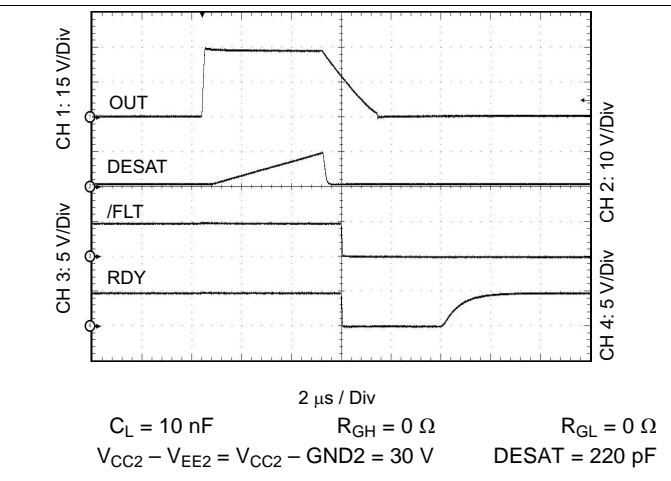 CH 1: 15 V/Div
OUT
DESAT
CH 2: 10 V/Div
/FLT
CH 3: 5 V/Div
RDY
CH 4: 5 V/Div
2 μs / Div
C_L = 10 nF R_GH = 0 Ω R_GL = 0 Ω
V_CC2 – V_EE2 = V_CC2 – GND2 = 30 V DESAT = 220 pF